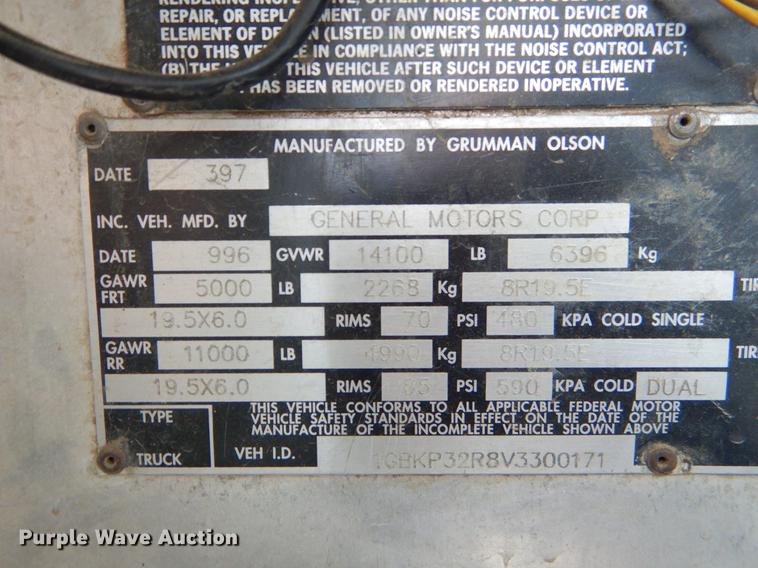 REPAIR, OR REPLACEMENT, OF ANY NOISE CONTROL DEVICE OR
ELEMENT OF DESIGN (LISTED IN OWNER'S MANUAL) INCORPORATED
INTO THIS VEHICLE IN COMPLIANCE WITH THE NOISE CONTROL ACT;
(B) THE OF THIS VEHICLE AFTER SUCH DEVICE OR ELEMENT
HAS BEEN REMOVED OR RENDERED INOPERATIVE.
MANUFACTURED BY GRUMMAN OLSON
DATE 397
INC. VEH. MFD. BY GENERAL MOTORS CORP
DATE 996 GVWR 14100 LB 6396 Kg
GAWR FRT 5000 LB 2268 Kg 8R19.5E TIR
19.5X6.0 RIMS 70 PSI 480 KPA COLD SINGLE
GAWR RR 11000 LB 4990 Kg 8R19.5E TIR
19.5X6.0 RIMS 85 PSI 590 KPA COLD DUAL
TYPE
TRUCK
THIS VEHICLE CONFORMS TO ALL APPLICABLE FEDERAL MOTOR
VEHICLE SAFETY STANDARDS IN EFFECT ON THE DATE OF THE
MANUFACTURE OF THE INCOMPLETE VEHICLE SHOWN ABOVE
VEH I.D. 1GBKP32R8V3300171
Purple Wave Auction